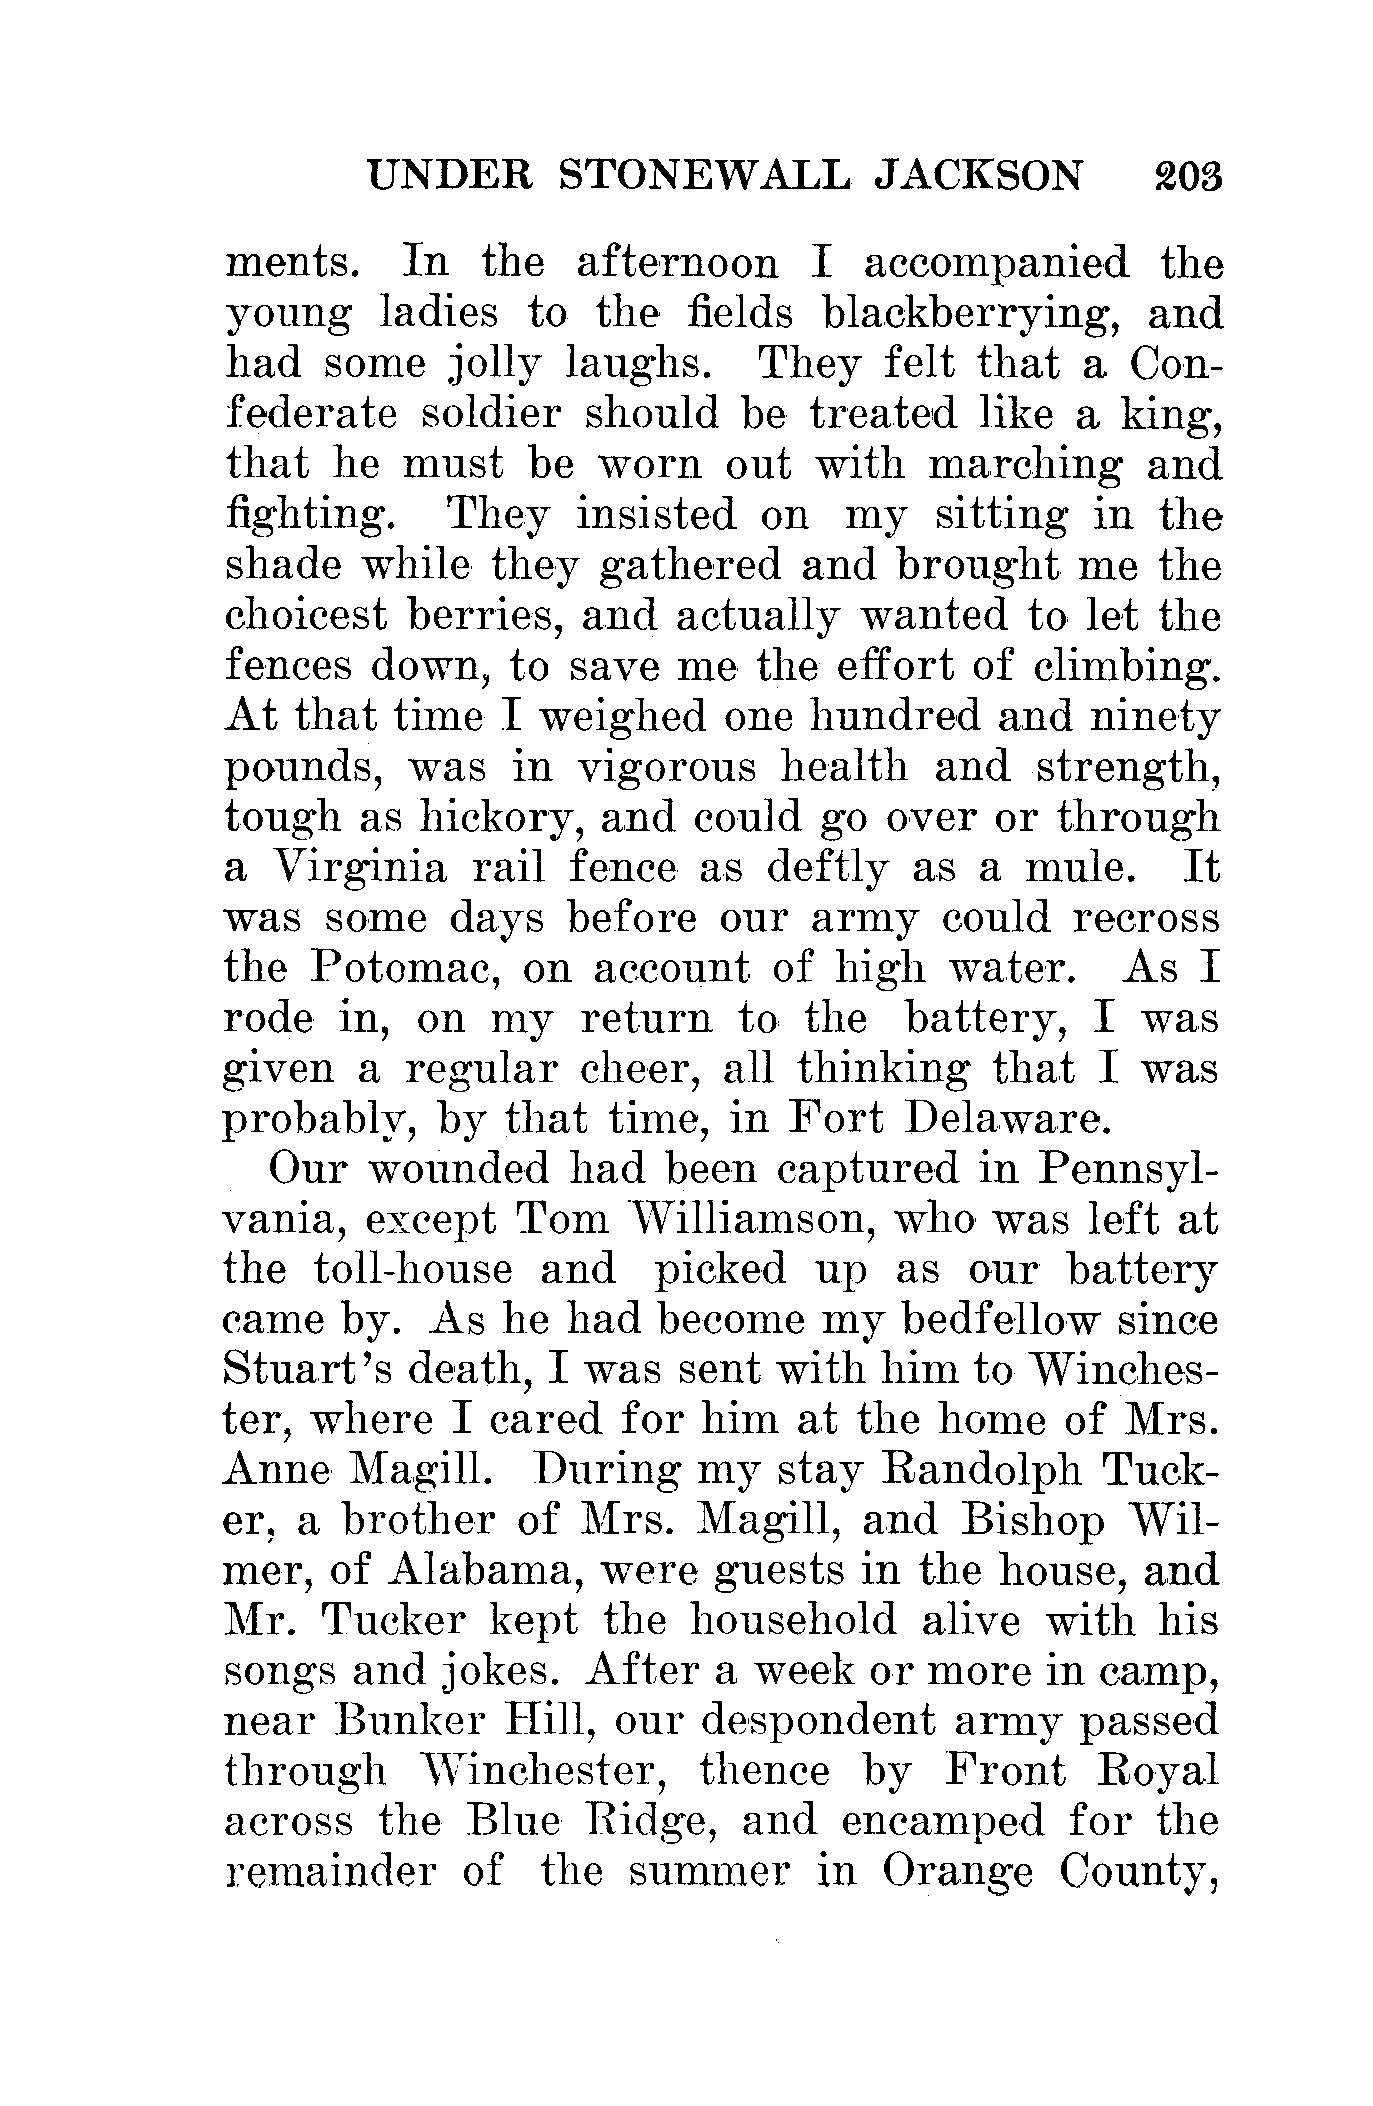 UNDER STONEWALL JACKSON 203
ments. In the afternoon I accompanied the
young ladies to the fields blackberrying, and
had some jolly laughs. They felt that a Con-
federate soldier should be treated like a king,
that he must be worn out with marching and
fighting. They insisted on my sitting in the
shade while they gathered and brought me the
choicest berries, and actually wanted to let the
fences down, to save me the effort of climbing.
At that time I weighed one hundred and ninety
pounds, was in vigorous health and strength,
tough as hickory, and could go over or through
a Virginia rail fence as deftly as a mule. It
was some days before our army could recross
the Potomac, on account of high water. As I
rode in, on my return to the battery, I was
given a regular cheer, all thinking that I was
probably, by that time, in Fort Delaware.
Our wounded had been captured in Pennsyl-
vania, except Tom Williamson, who was left at
the toll-house and picked up as our battery
came by. As he had become my bedfellow since
Stuart's death, I was sent with him to Winches-
ter, where I cared for him at the home of Mrs.
Anne Magill. During my stay Randolph Tuck-
er, a brother of Mrs. Magill, and Bishop Wil-
mer, of Alabama, were guests in the house, and
Mr. Tucker kept the household alive with his
songs and jokes. After a week or more in camp,
near Bunker Hill, our despondent army passed
through Winchester, thence by Front Royal
across the Blue Ridge, and encamped for the
remainder of the summer in Orange County,